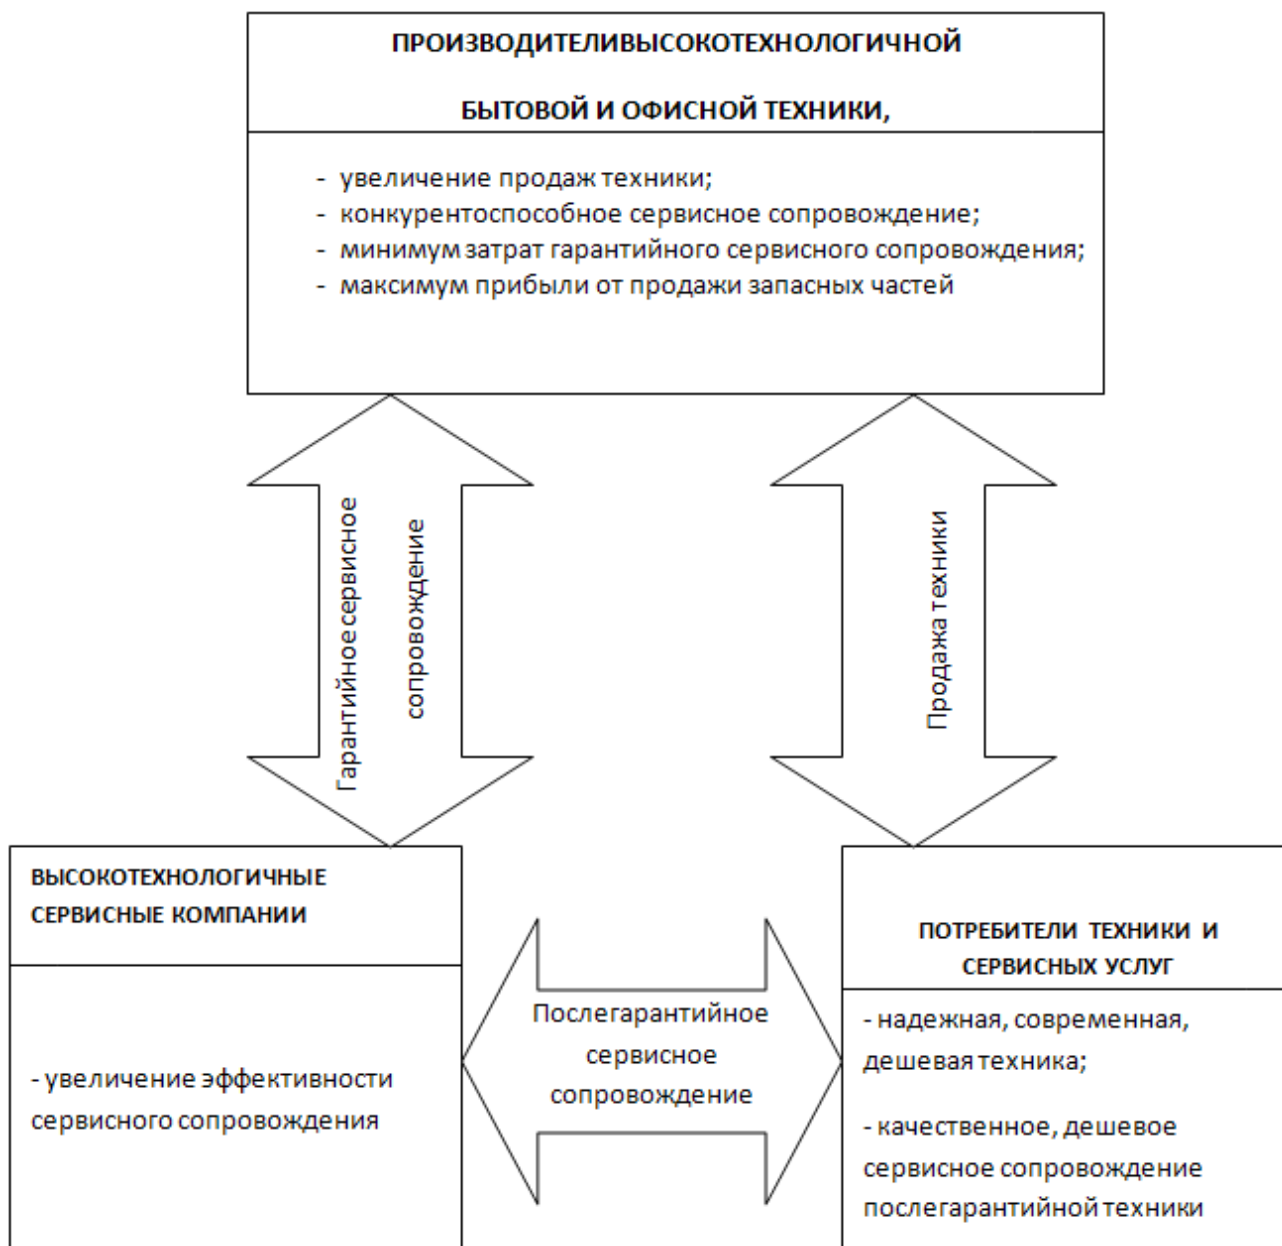 ПРОИЗВОДИТЕЛИВЫСОКОТЕХНОЛОГИЧНОЙ
БЫТОВОЙ И ОФИСНОЙ ТЕХНИКИ,
- увеличение продаж техники;
- конкурентоспособное сервисное сопровождение;
- минимум затрат гарантийного сервисного сопровождения;
- максимум прибыли от продажи запасных частей
Гарантийное сервисное
сопровождение
Продажа техники
ВЫСОКОТЕХНОЛОГИЧНЫЕ
СЕРВИСНЫЕ КОМПАНИИ
- увеличение эффективности
сервисного сопровождения
Послегарантийное
сервисное
сопровождение
ПОТРЕБИТЕЛИ ТЕХНИКИ И
СЕРВИСНЫХ УСЛУГ
- надежная, современная,
дешевая техника;
- качественное, дешевое
сервисное сопровождение
послегарантийной техники